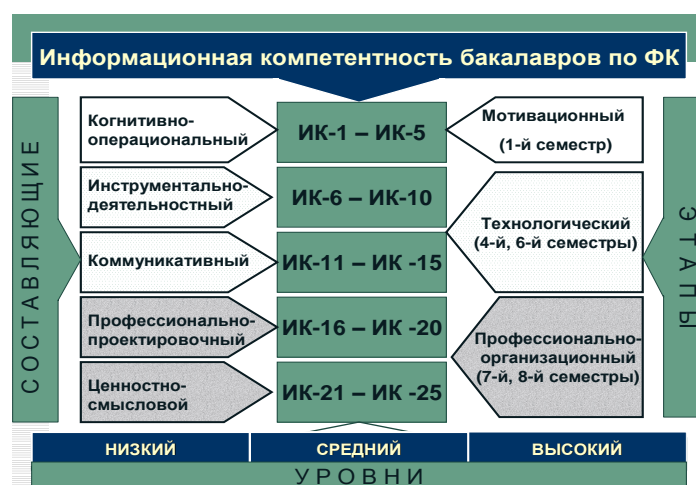 Информационная компетентность бакалавров по ФК
СОСТАВЛЯЮЩИЕ
Когнитивно-
операциональный
ИК-1 – ИК-5
Мотивационный
(1-й семестр)
Инструментально-
деятельностный
ИК-6 – ИК-10
Технологический
(4-й, 6-й семестры)
Коммуникативный
ИК-11 – ИК -15
Профессионально-
проектировочный
ИК-16 – ИК -20
Профессионально-
организационный
(7-й, 8-й семестры)
Ценностно-
смысловой
ИК-21 – ИК -25
ЭТАПЫ
НИЗКИЙ
СРЕДНИЙ
ВЫСОКИЙ
УРОВНИ